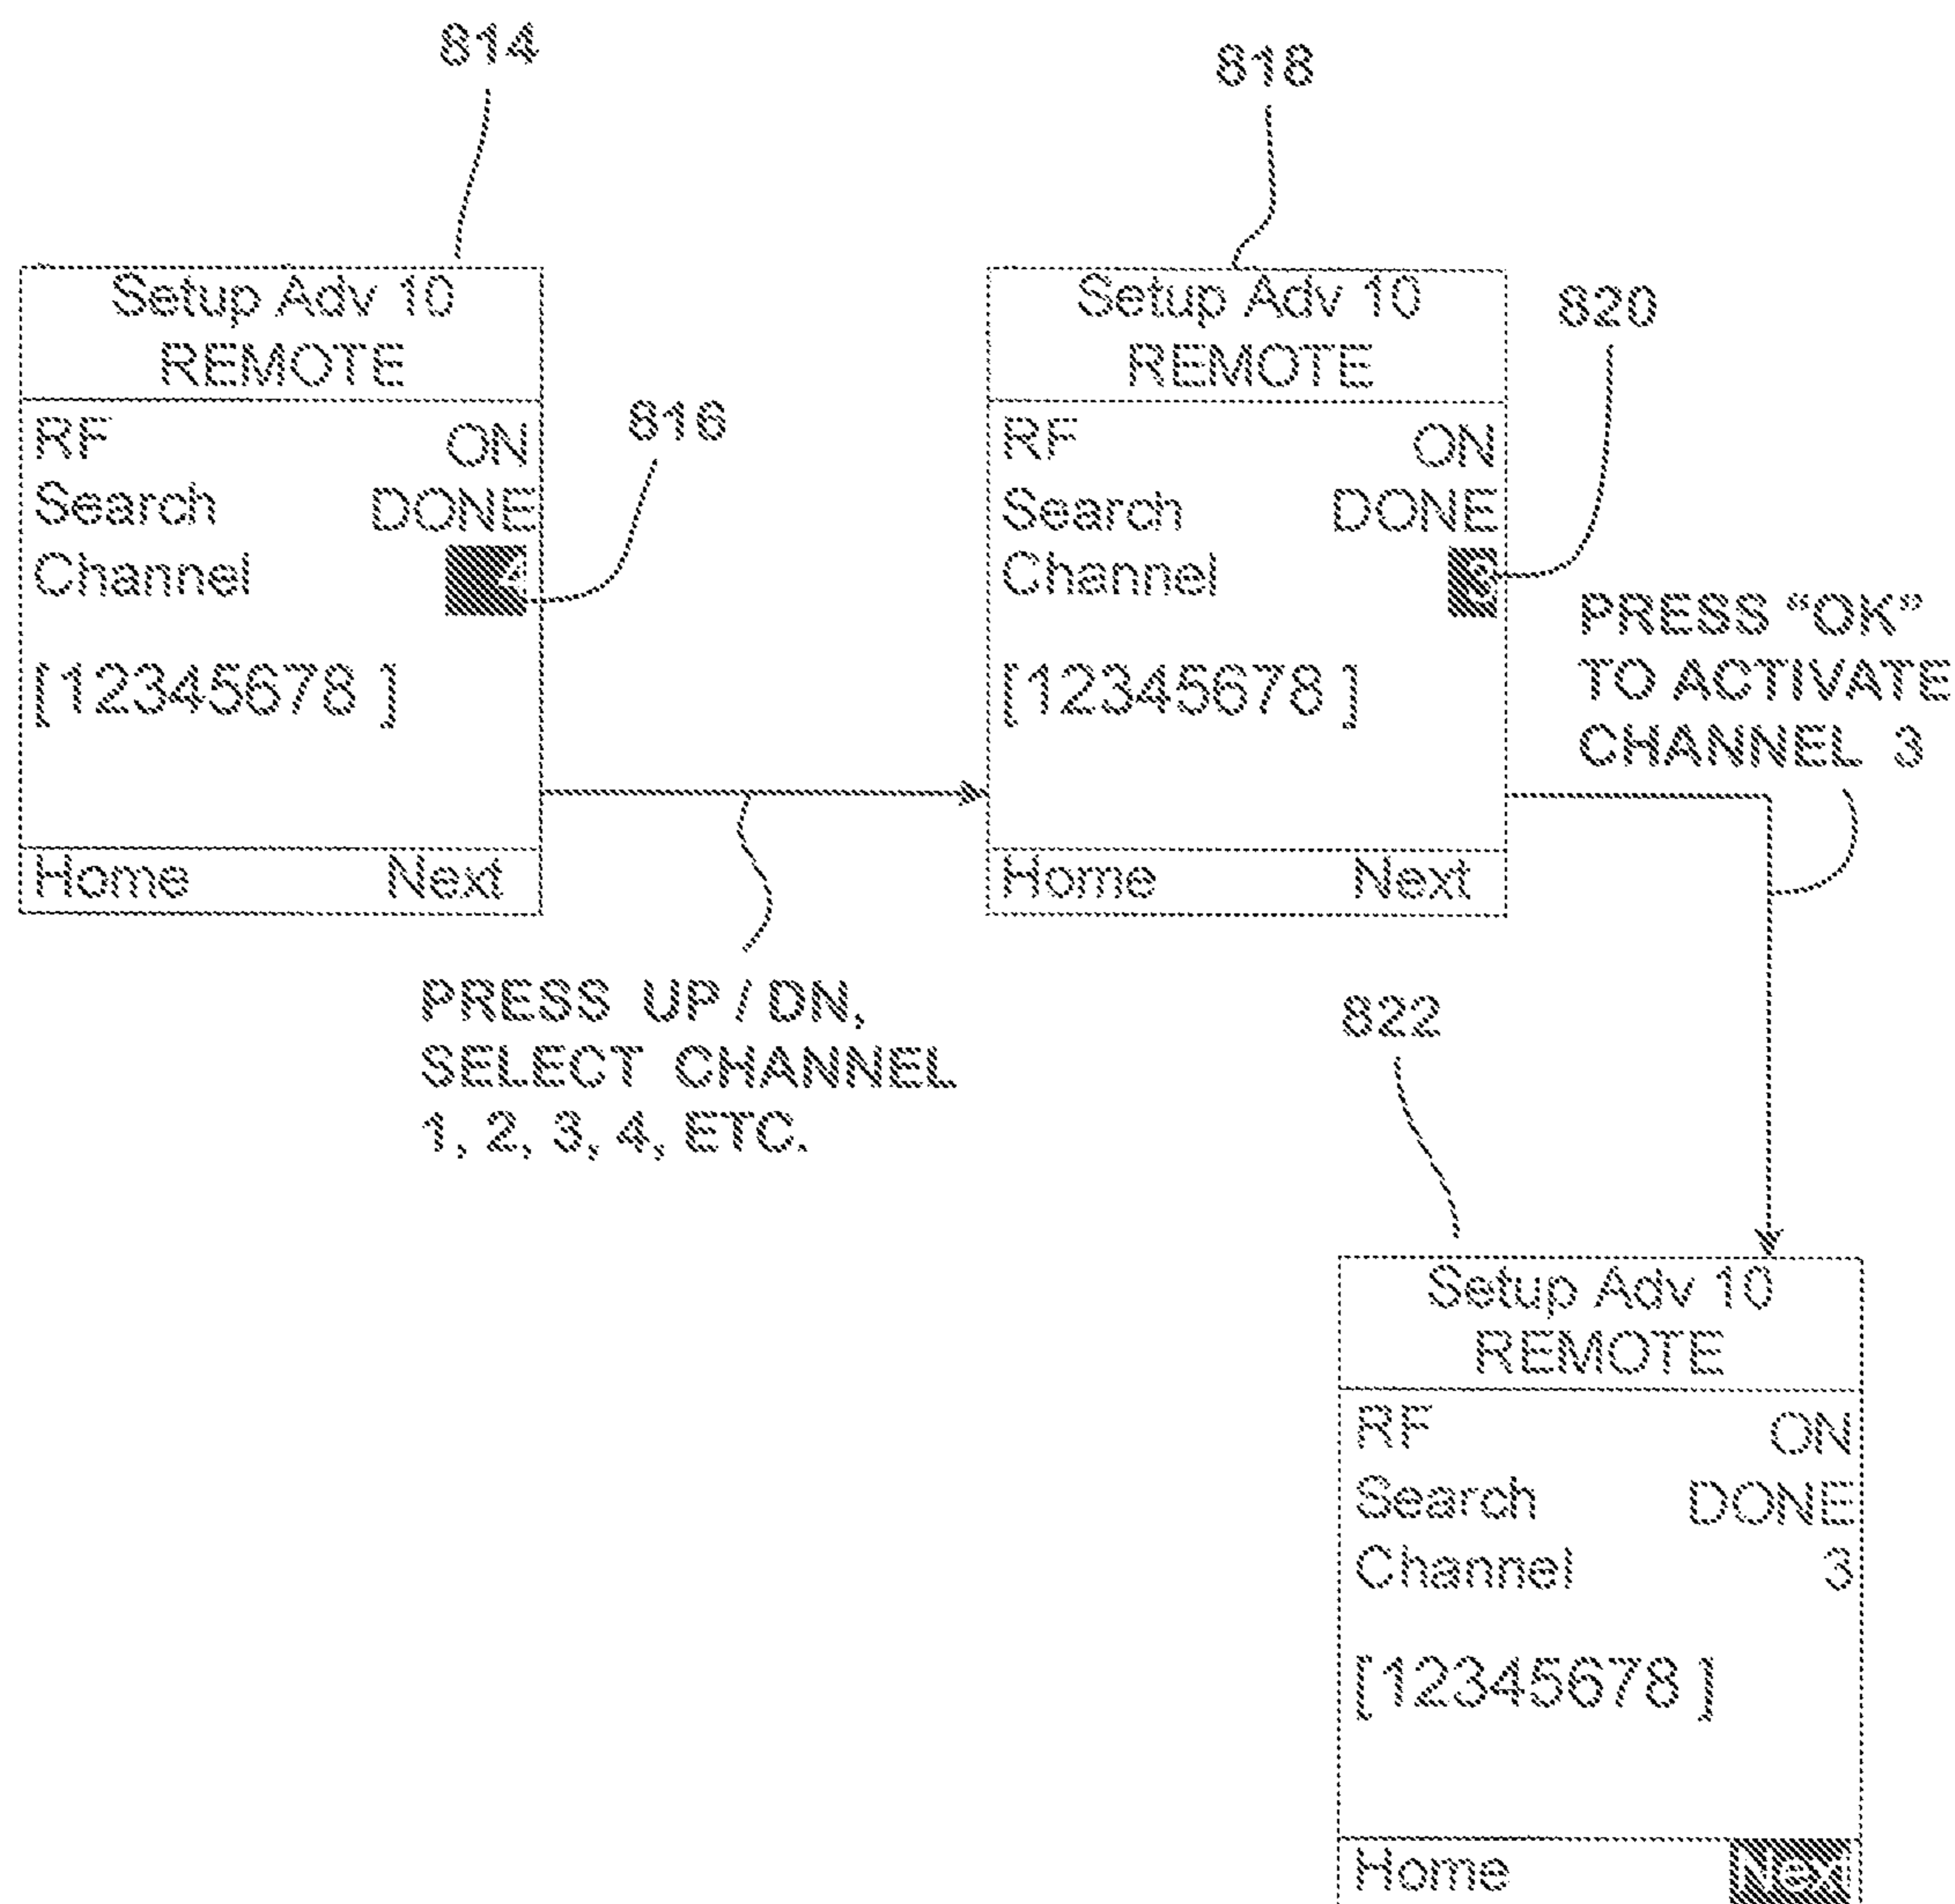 814
Setup Adv 10
REMOTE
RF ON
Search DONE
Channel
[12345678 ]
Home Next
816
PRESS UP / DN,
SELECT CHANNEL
1, 2, 3, 4, ETC.
818
Setup Adv 10
REMOTE
RF ON
Search DONE
Channel
[12345678 ]
Home Next
820
PRESS “OK”
TO ACTIVATE
CHANNEL 3
822
Setup Adv 10
REMOTE
RF ON
Search DONE
Channel 3
[12345678 ]
Home Next